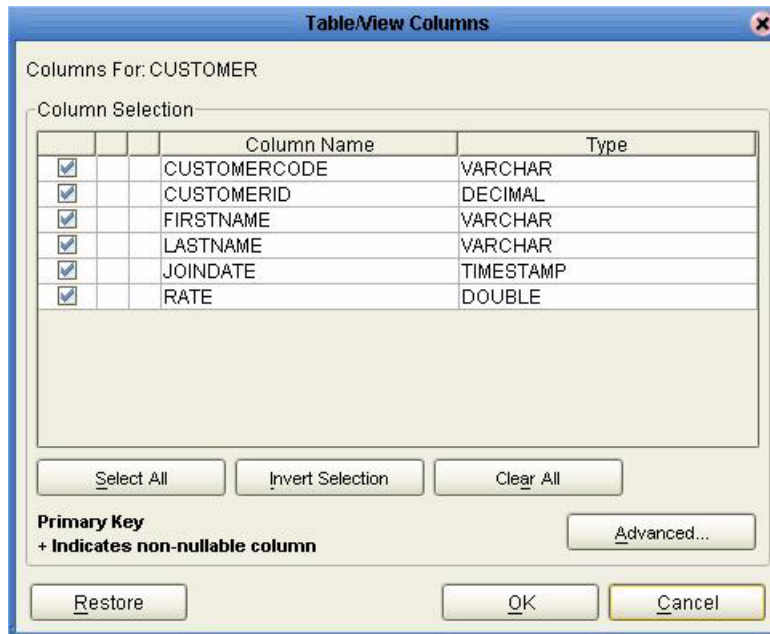 Table/View Columns
Columns For: CUSTOMER
Column Selection
Column Name Type
CUSTOMERCODE VARCHAR
CUSTOMERID DECIMAL
FIRSTNAME VARCHAR
LASTNAME VARCHAR
JOINDATE TIMESTAMP
RATE DOUBLE
Select All Invert Selection Clear All
Primary Key
+ Indicates non-nullable column
Advanced...
Restore OK Cancel